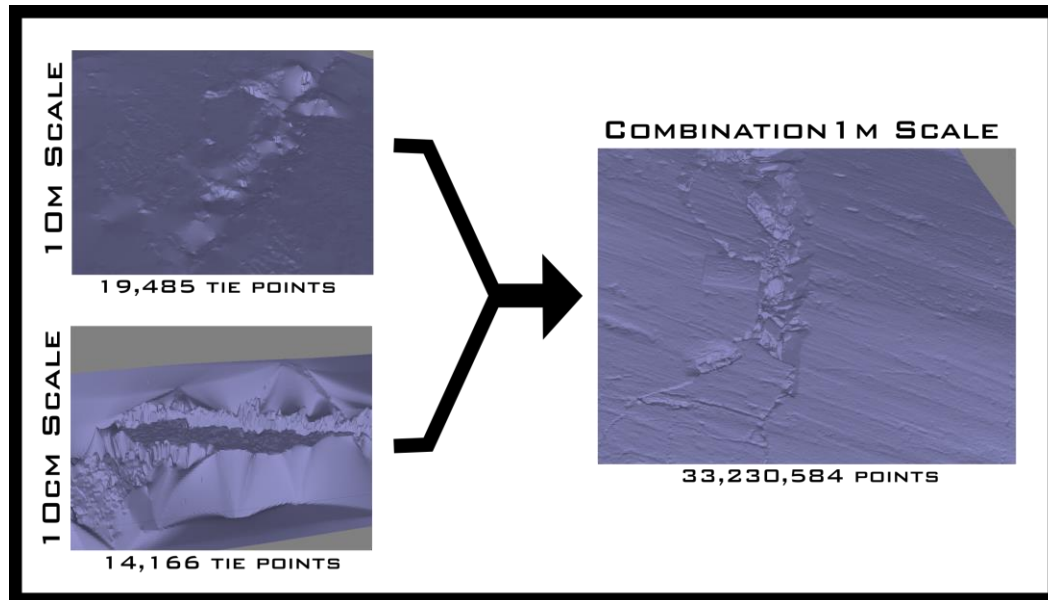 10m Scale
19,485 tie points
10cm Scale
14,166 tie points
Combination 1m Scale
33,230,584 points